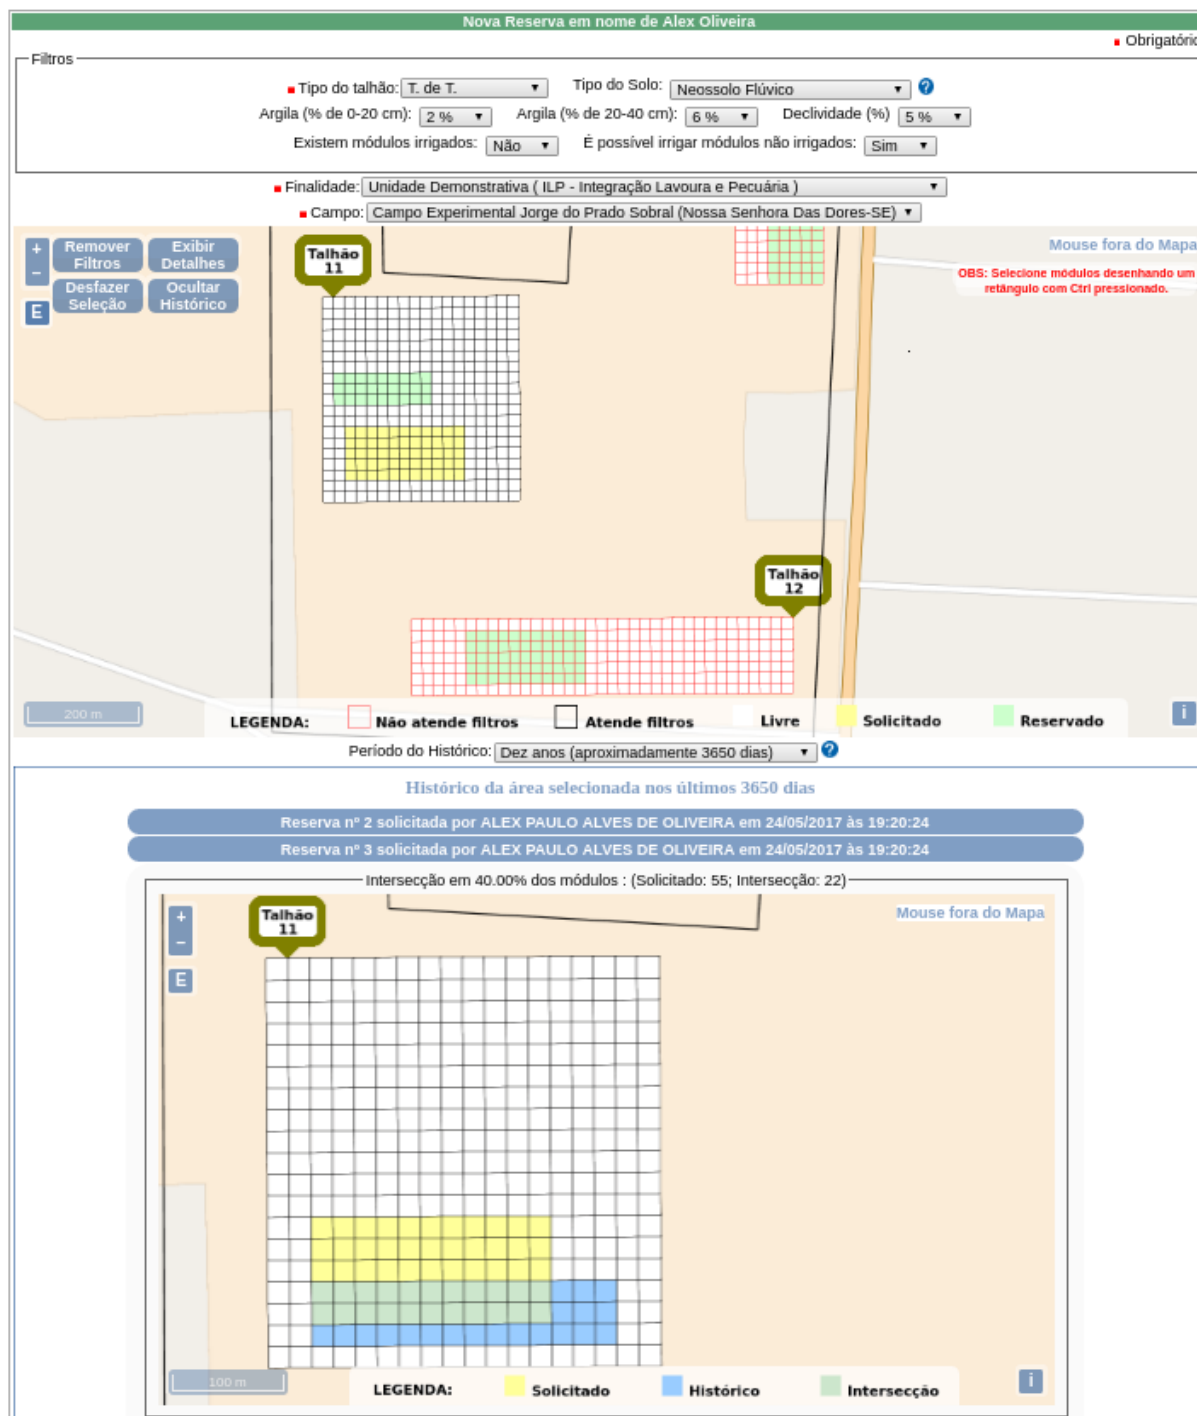 Nova Reserva em nome de Alex Oliveira
Obrigatório
Filtros
Tipo do talhão: T. de T. Tipo do Solo: Neossolo Flúvico ?
Argila (% de 0-20 cm): 2 % Argila (% de 20-40 cm): 6 % Declividade (%) 5 %
Existem módulos irrigados: Não É possível irrigar módulos não irrigados: Sim
Finalidade: Unidade Demonstrativa ( ILP - Integração Lavoura e Pecuária )
Campo: Campo Experimental Jorge do Prado Sobral (Nossa Senhora Das Dores-SE)
+
−
E
Remover Filtros
Exibir Detalhes
Desfazer Seleção
Ocultar Histórico
Talhão
11
Mouse fora do Mapa
OBS: Selecione módulos desenhando um
retângulo com Ctrl pressionado.
Talhão
12
200 m
LEGENDA: Não atende filtros Atende filtros Livre Solicitado Reservado
i
Período do Histórico: Dez anos (aproximadamente 3650 dias) ?
Histórico da área selecionada nos últimos 3650 dias
Reserva nº 2 solicitada por ALEX PAULO ALVES DE OLIVEIRA em 24/05/2017 às 19:20:24
Reserva nº 3 solicitada por ALEX PAULO ALVES DE OLIVEIRA em 24/05/2017 às 19:20:24
Intersecção em 40.00% dos módulos : (Solicitado: 55; Intersecção: 22)
+
−
E
Talhão
11
Mouse fora do Mapa
100 m
LEGENDA: Solicitado Histórico Intersecção
i